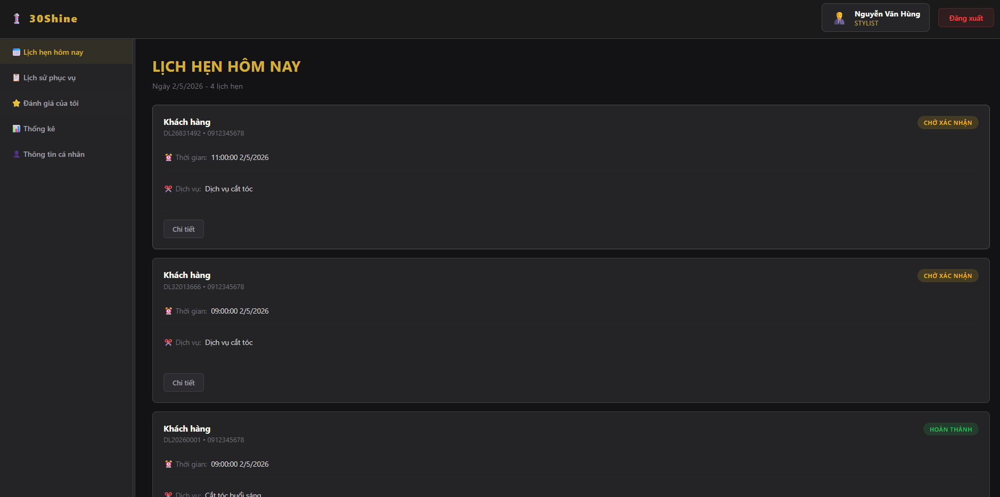 30Shine
Nguyễn Văn Hùng
STYLIST
Đăng xuất
Lịch hẹn hôm nay
Lịch sử phục vụ
Đánh giá của tôi
Thống kê
Thông tin cá nhân
LỊCH HẸN HÔM NAY
Ngày 2/5/2026 - 4 lịch hẹn
Khách hàng
CHỜ XÁC NHẬN
DL26831492 • 0912345678
Thời gian: 11:00:00 2/5/2026
Dịch vụ: Dịch vụ cắt tóc
Chi tiết
Khách hàng
CHỜ XÁC NHẬN
DL32013666 • 0912345678
Thời gian: 09:00:00 2/5/2026
Dịch vụ: Dịch vụ cắt tóc
Chi tiết
Khách hàng
HOÀN THÀNH
DL20260001 • 0912345678
Thời gian: 09:00:00 2/5/2026
Dịch vụ: Cắt tóc buổi sáng